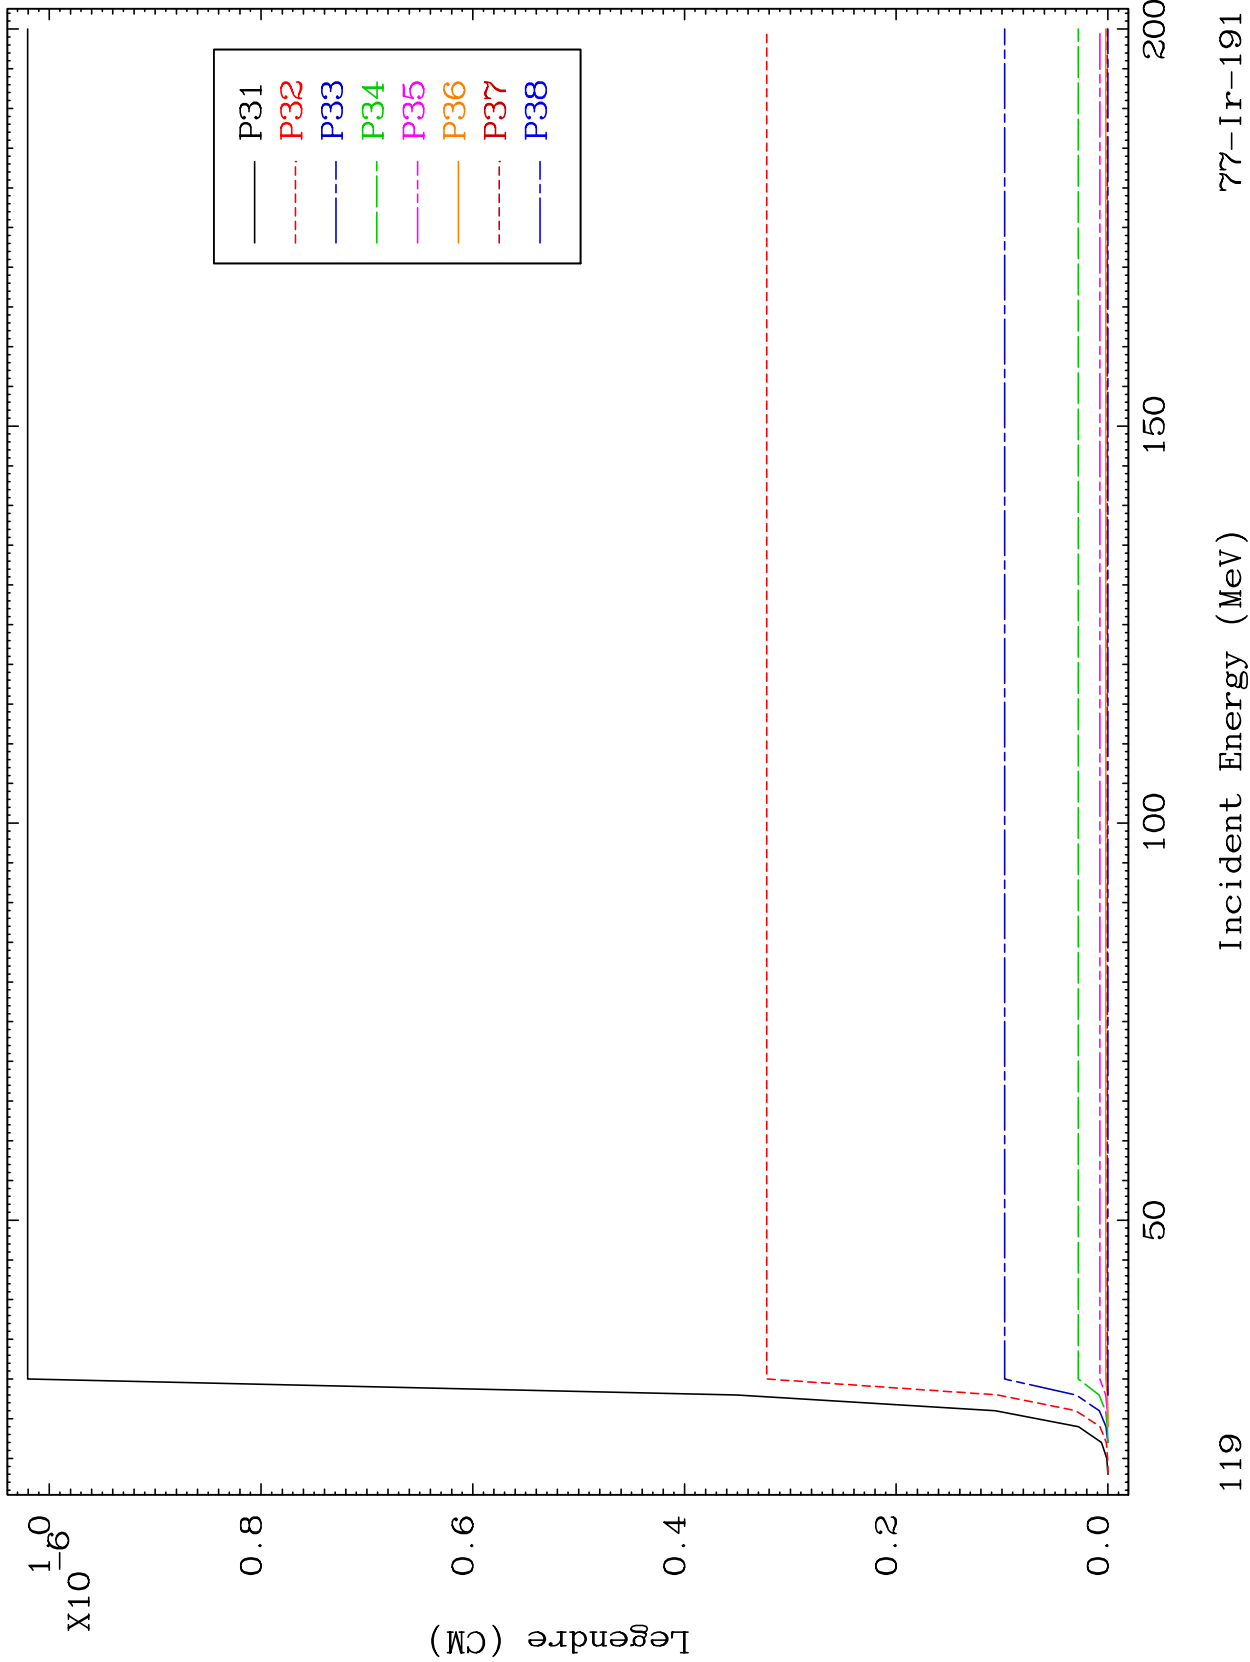 P31
P32
P33
P34
P35
P36
P37
P38
Legendre (CM)
X10
-6
1.0
0.8
0.6
0.4
0.2
0.0
50
100
150
200
119
Incident Energy (MeV)
77-Ir-191